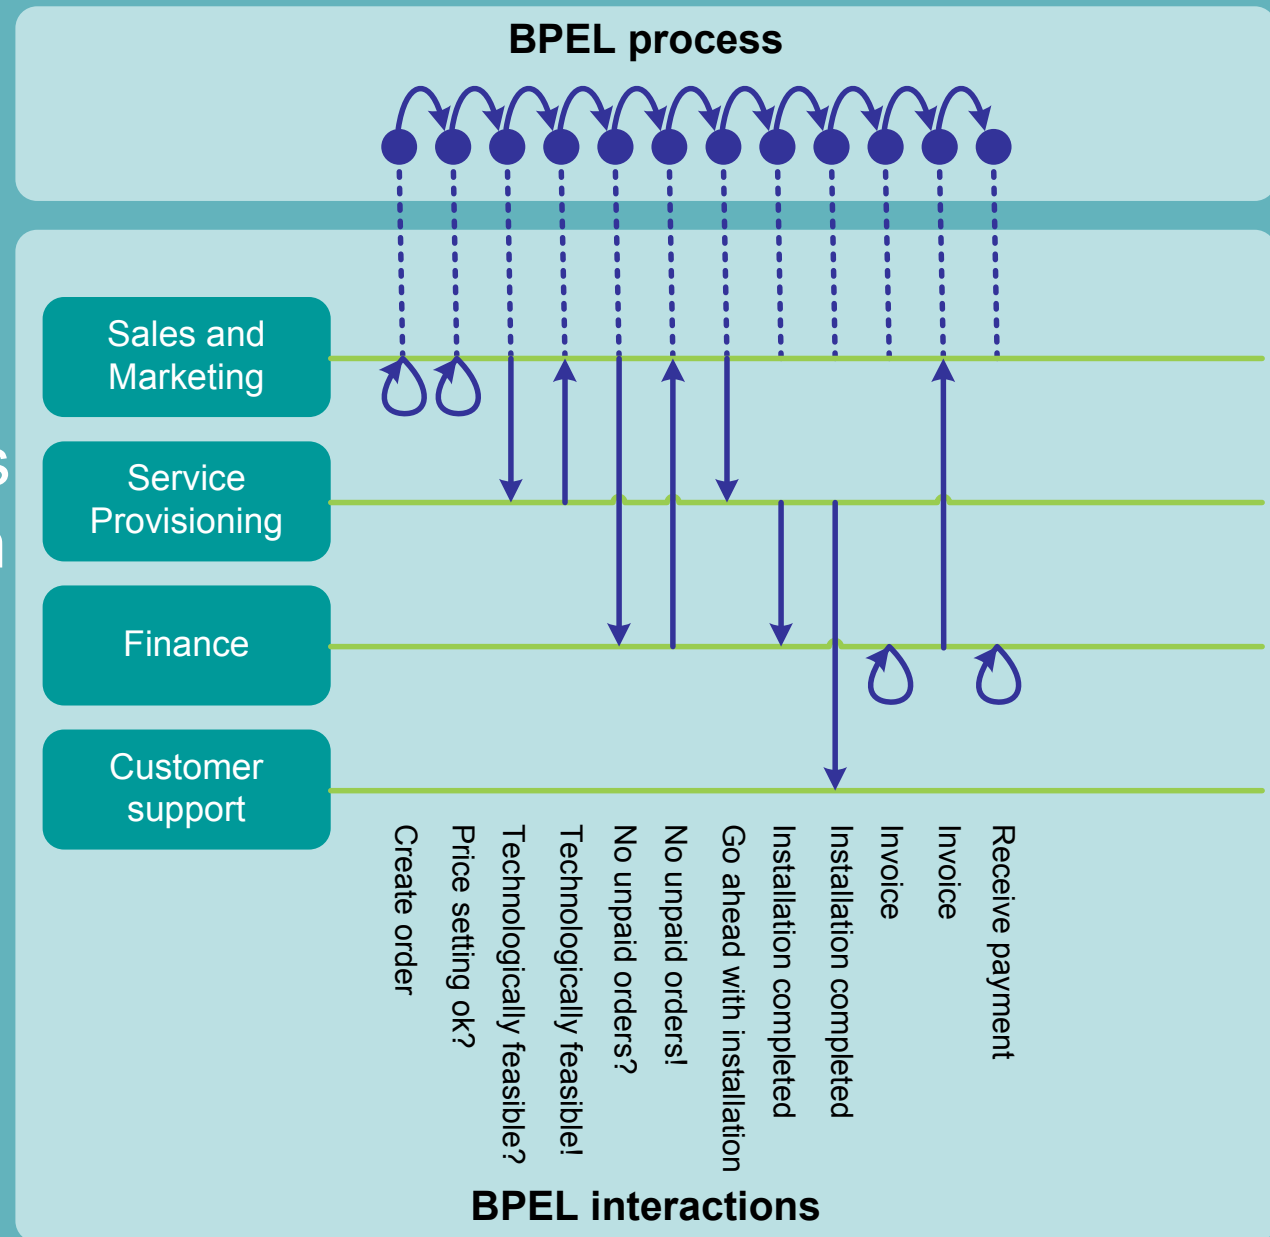 BPEL process
Sales and
Marketing
Service
Provisioning
Finance
Customer
support
Create order
Price setting ok?
Technologically feasible?
Technologically feasible!
No unpaid orders?
No unpaid orders!
Go ahead with installation
Installation completed
Installation completed
Invoice
Invoice
Receive payment
BPEL interactions